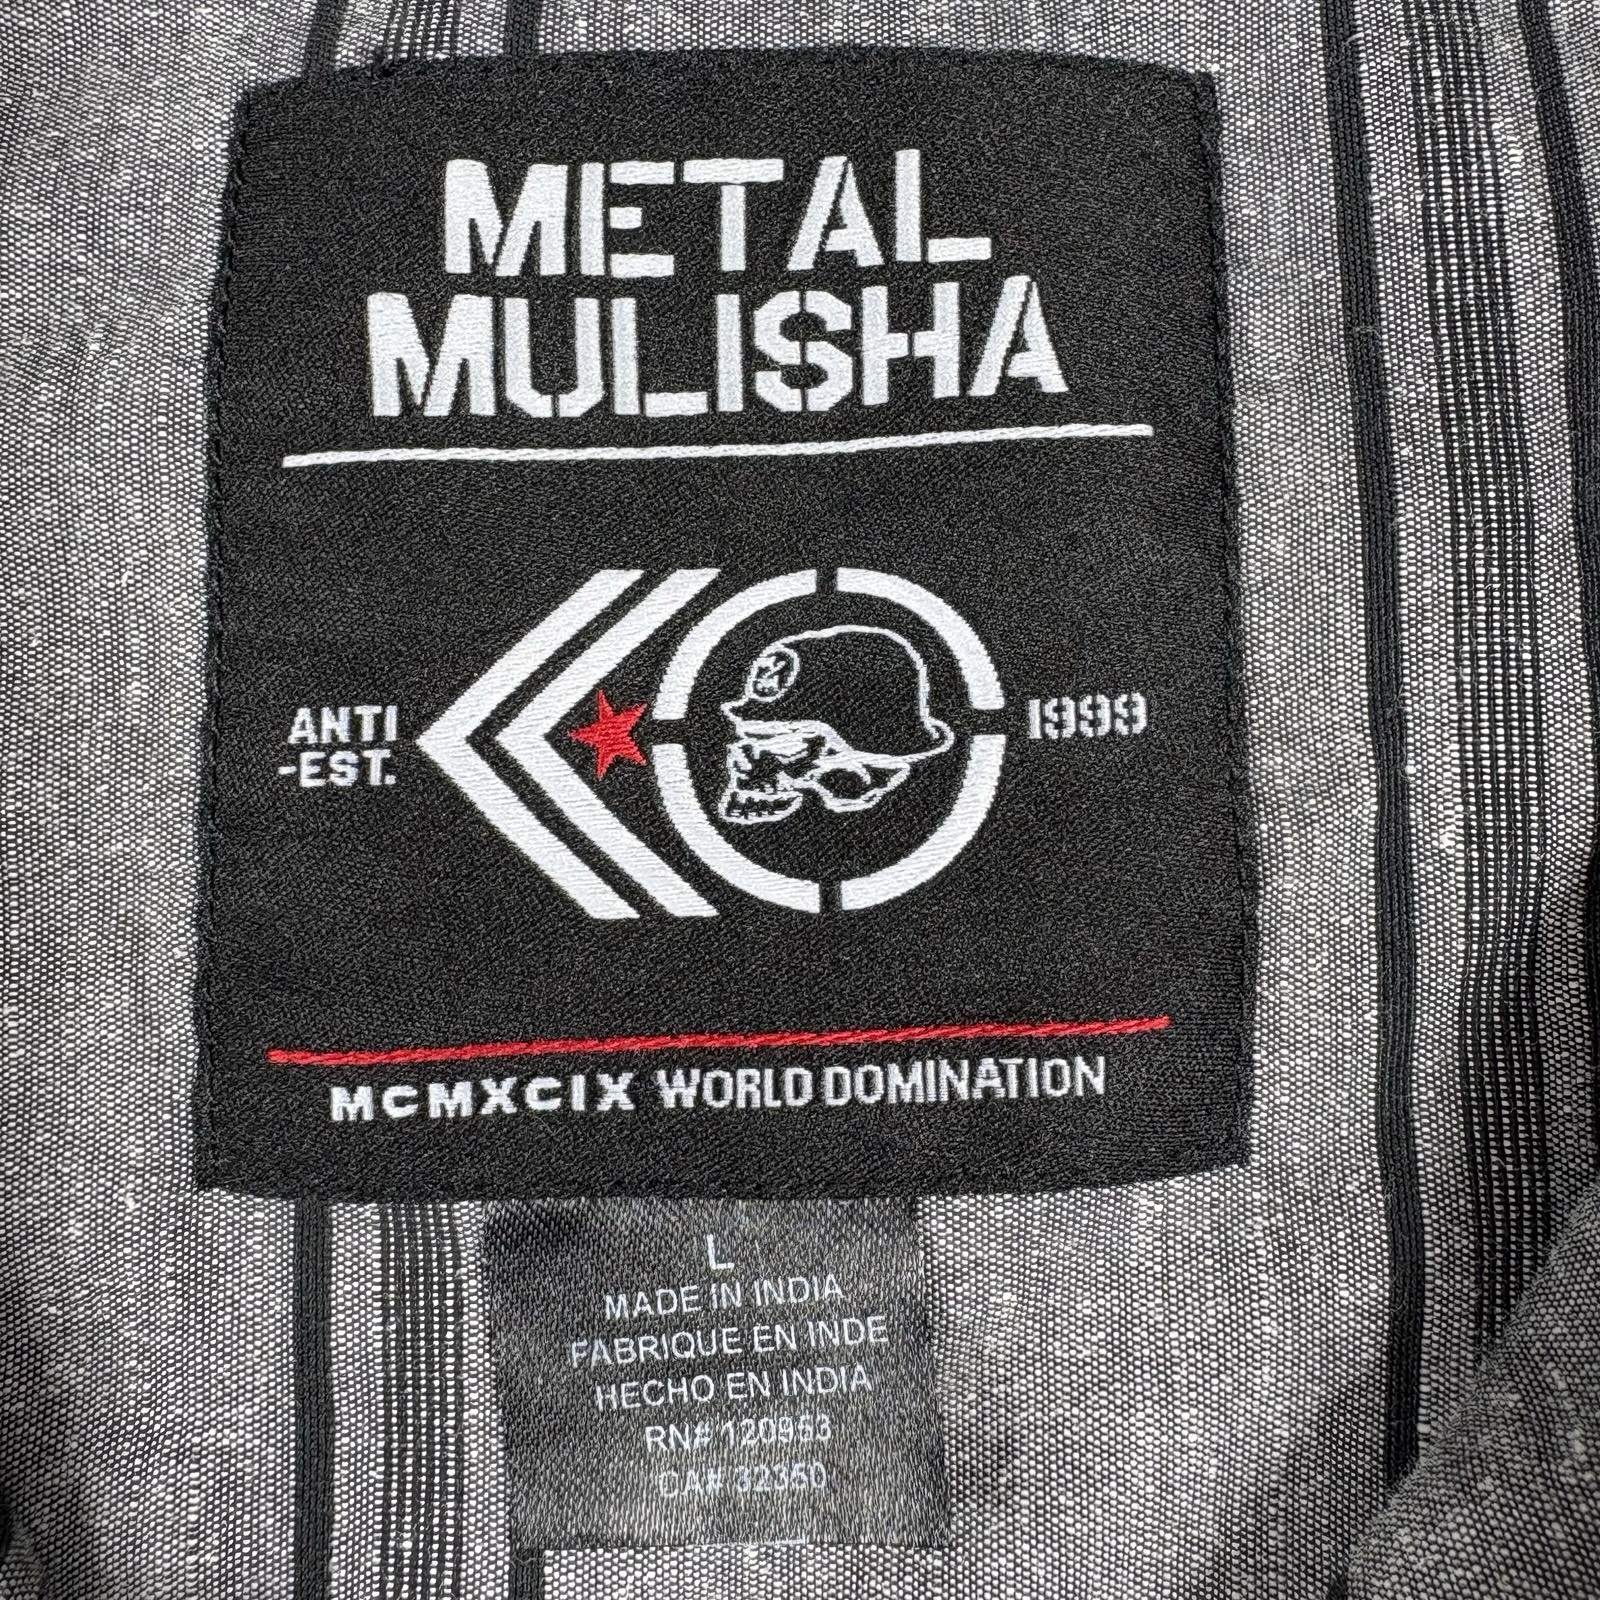 METAL
MULISHA
ANTI
-EST.
1999
MCMXCIX WORLD DOMINATION
L
MADE IN INDIA
FABRIQUE EN INDE
HECHO EN INDIA
RN# 120953
CA# 32350